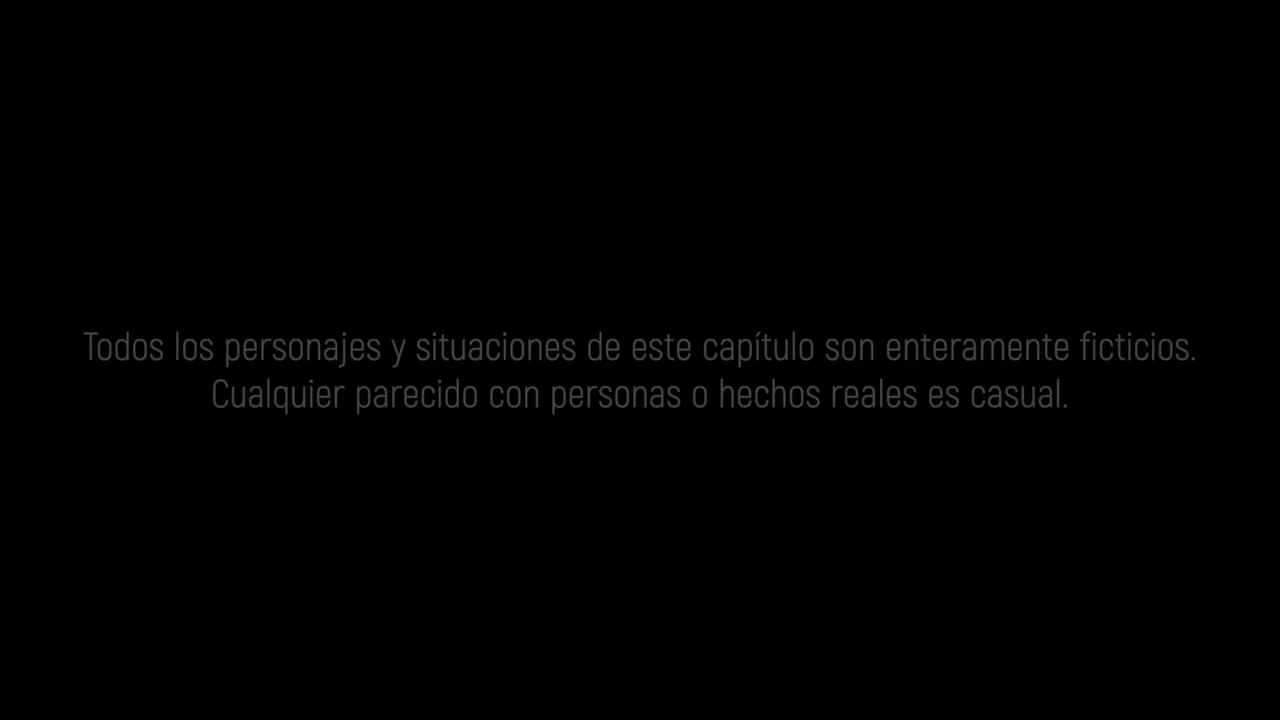 Todos los personajes y situaciones de este capítulo son enteramente ficticios.
Cualquier parecido con personas o hechos reales es casual.